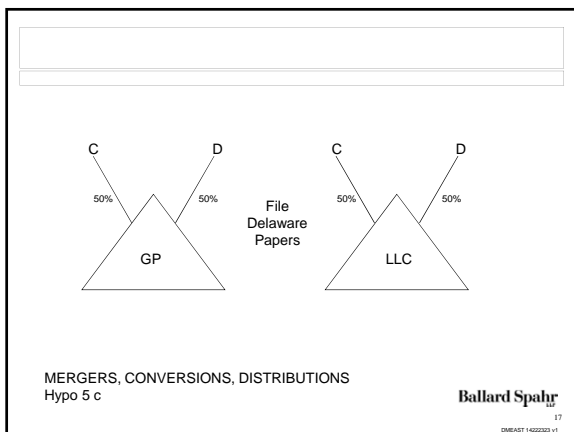 C D C D
50% 50% 50% 50%
File
Delaware
Papers
GP LLC
MERGERS, CONVERSIONS, DISTRIBUTIONS
Hypo 5 c
Ballard Spahr
LLP
17
DMEAST 14222323 v1